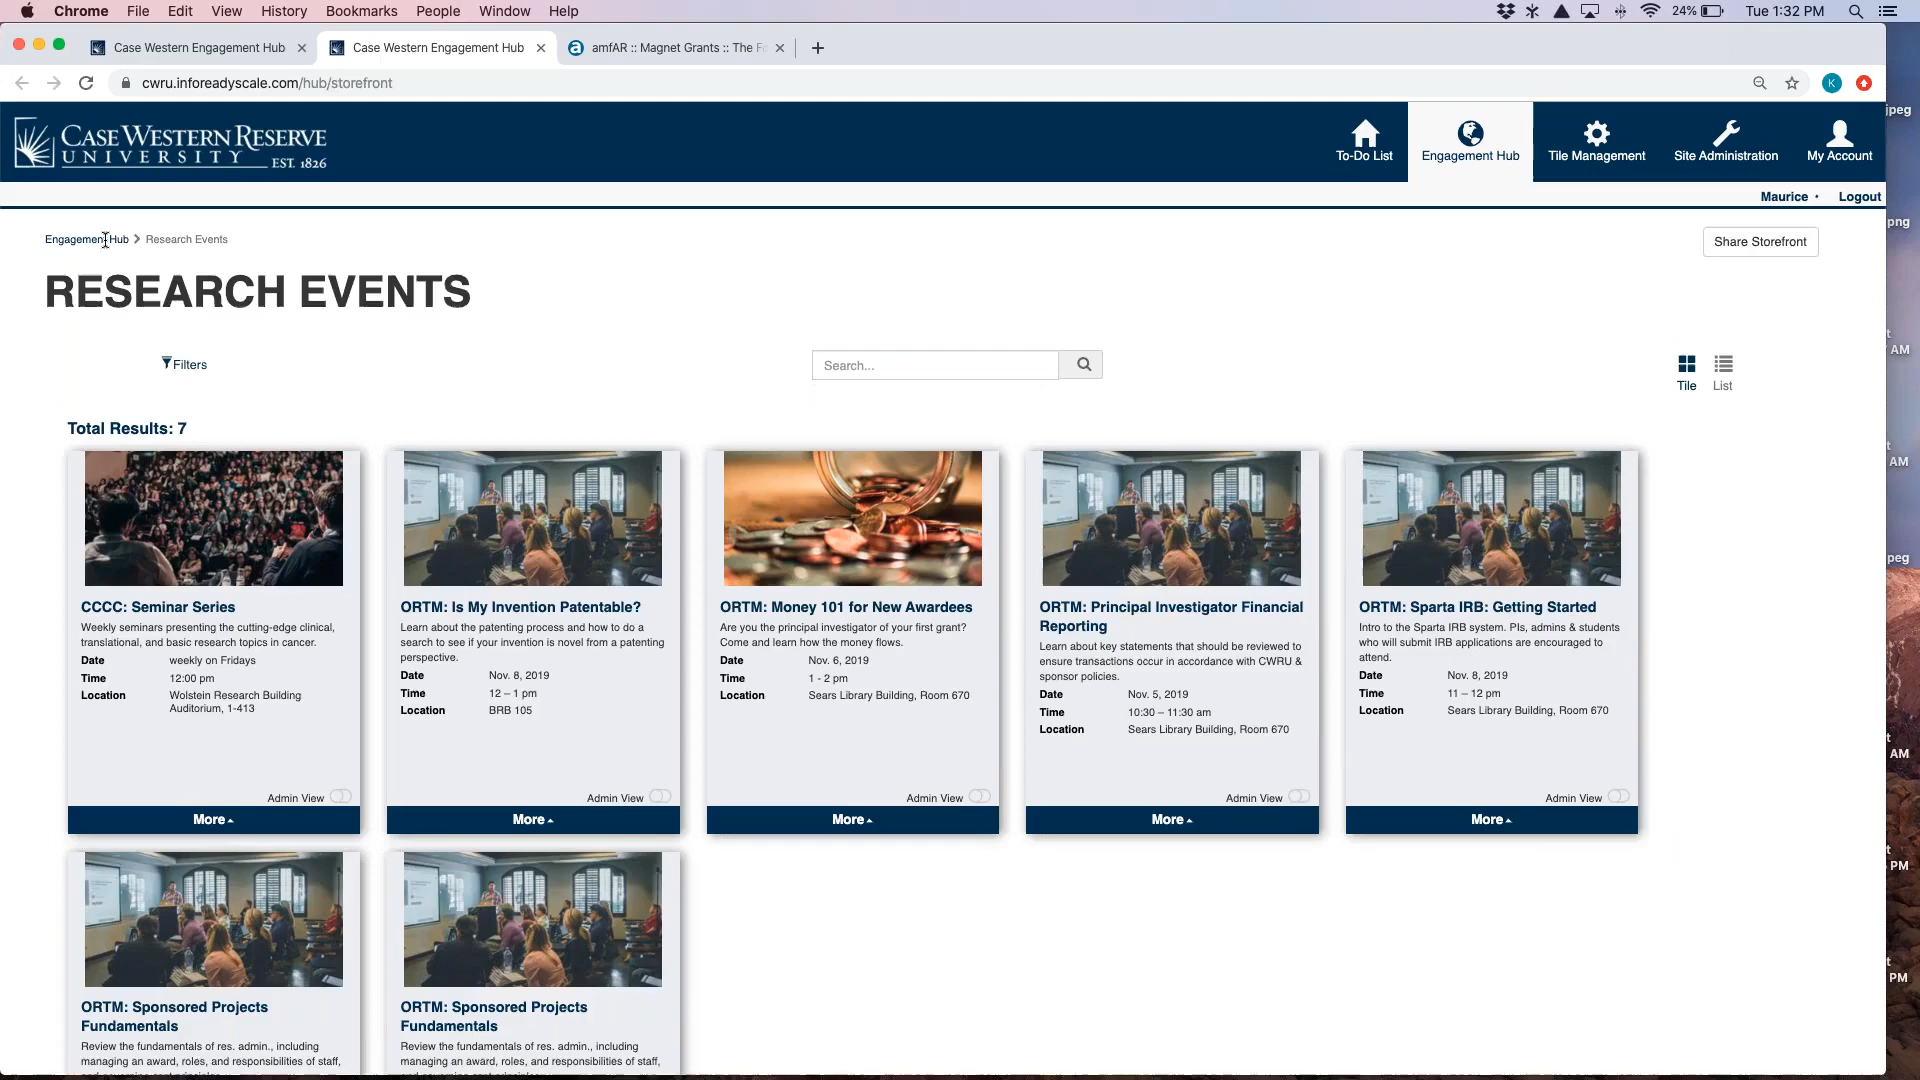 Chrome File Edit View History Bookmarks People Window Help 24% Tue 1:32 PM
Case Western Engagement Hub Case Western Engagement Hub amfAR :: Magnet Grants :: The
cwru.inforeadyscale.com/hub/storefront K
CASE WESTERN RESERVE
UNIVERSITY EST. 1826
To-Do List Engagement Hub Tile Management Site Administration My Account
Maurice • Logout
Engagement Hub > Research Events
Share Storefront
RESEARCH EVENTS
Filters
Search...
Tile List
Total Results: 7
CCCC: Seminar Series
Weekly seminars presenting the cutting-edge clinical,
translational, and basic research topics in cancer.
Date weekly on Fridays
Time 12:00 pm
Location Wolstein Research Building
Auditorium, 1-413
Admin View
More
ORTM: Is My Invention Patentable?
Learn about the patenting process and how to do a
search to see if your invention is novel from a patenting
perspective.
Date Nov. 8, 2019
Time 12 – 1 pm
Location BRB 105
Admin View
More
ORTM: Money 101 for New Awardees
Are you the principal investigator of your first grant?
Come and learn how the money flows.
Date Nov. 6, 2019
Time 1 - 2 pm
Location Sears Library Building, Room 670
Admin View
More
ORTM: Principal Investigator Financial
Reporting
Learn about key statements that should be reviewed to
ensure transactions occur in accordance with CWRU &
sponsor policies.
Date Nov. 5, 2019
Time 10:30 – 11:30 am
Location Sears Library Building, Room 670
Admin View
More
ORTM: Sparta IRB: Getting Started
Intro to the Sparta IRB system. PIs, admins & students
who will submit IRB applications are encouraged to
attend.
Date Nov. 8, 2019
Time 11 – 12 pm
Location Sears Library Building, Room 670
Admin View
More
ORTM: Sponsored Projects
Fundamentals
Review the fundamentals of res. admin., including
managing an award, roles, and responsibilities of staff,
ORTM: Sponsored Projects
Fundamentals
Review the fundamentals of res. admin., including
managing an award, roles, and responsibilities of staff,
jpeg
png
t
AM
t
AM
peg
t
AM
t
PM
t
PM